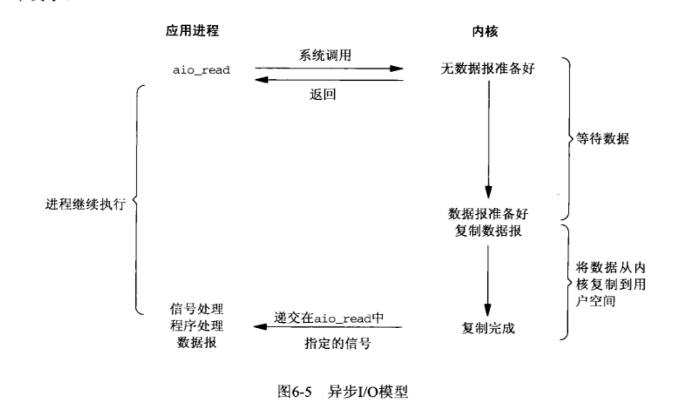 应用进程
内核
系统调用
aio_read
无数据报准备好
返回
等待数据
进程继续执行
数据报准备好
复制数据报
将数据从内
核复制到用
户空间
信号处理
程序处理
数据报
递交在aio_read中
指定的信号
复制完成
图6-5 异步I/O模型